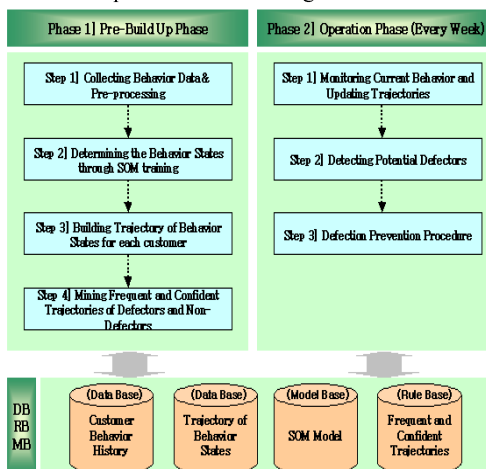 Phase 1] Pre-Build Up Phase
Phase 2] Operation Phase (Every Week)
Step 1] Collecting Behavior Data &
Pre-processing
Step 2] Determining the Behavior States
through SOM training
Step 3] Building Trajectory of Behavior
States for each customer
Step 4] Mining Frequent and Confident
Trajectories of Defectors and Non-
Defectors
Step 1] Monitoring Current Behavior and
Updating Trajectories
Step 2] Detecting Potential Defectors
Step 3] Defection Prevention Procedure
DB
RB
MB
(Data Base)
Customer
Behavior
History
(Data Base)
Trajectory of
Behavior
States
(Model Base)
SOM Model
(Rule Base)
Frequent and
Confident
Trajectories